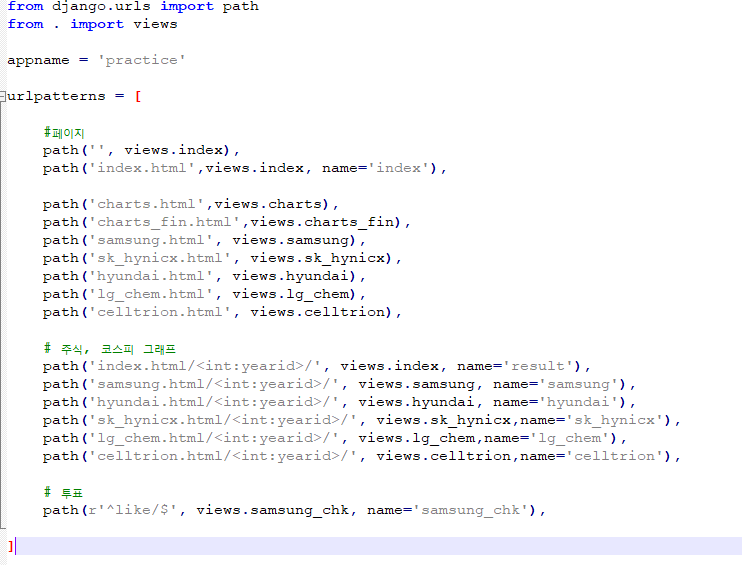 from django.urls import path
from . import views
appname = 'practice'
urlpatterns = [
#페이지
path('', views.index),
path('index.html',views.index, name='index'),
path('charts.html',views.charts),
path('charts_fin.html',views.charts_fin),
path('samsung.html', views.samsung),
path('sk_hynicx.html', views.sk_hynicx),
path('hyundai.html', views.hyundai),
path('lg_chem.html', views.lg_chem),
path('celltrion.html', views.celltrion),
# 주식, 코스피 그래프
path('index.html/<int:yearid>/', views.index, name='result'),
path('samsung.html/<int:yearid>/', views.samsung, name='samsung'),
path('hyundai.html/<int:yearid>/', views.hyundai, name='hyundai'),
path('sk_hynicx.html/<int:yearid>/', views.sk_hynicx,name='sk_hynicx'),
path('lg_chem.html/<int:yearid>/', views.lg_chem,name='lg_chem'),
path('celltrion.html/<int:yearid>/', views.celltrion,name='celltrion'),
# 투표
path(r'^like/$', views.samsung_chk, name='samsung_chk'),
]